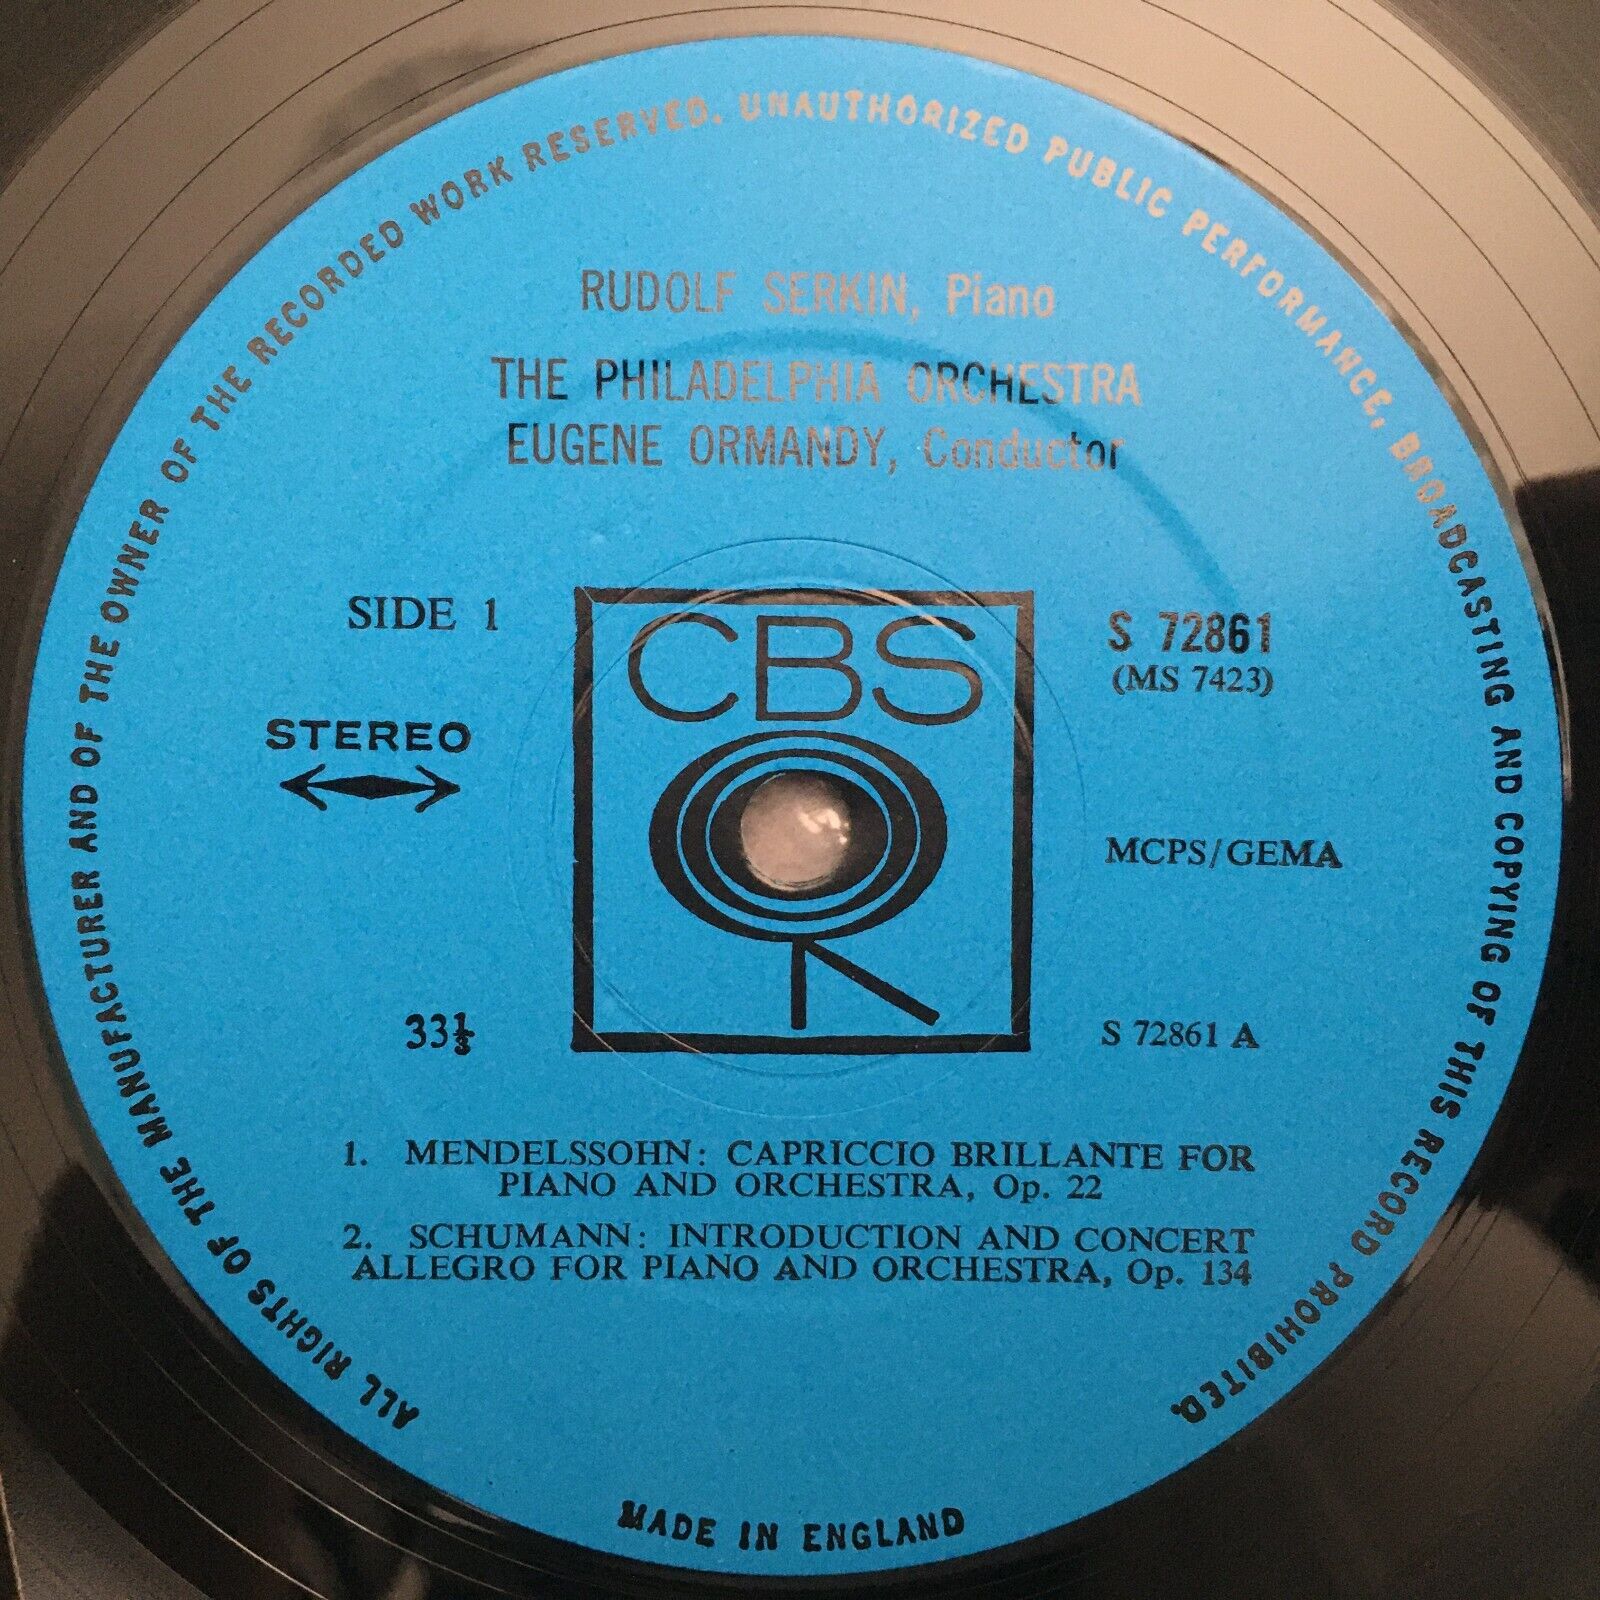 ALL RIGHTS OF THE MANUFACTURER AND OF THE OWNER OF THE RECORDED WORK RESERVED. UNAUTHORIZED PUBLIC PERFORMANCE, BROADCASTING AND COPYING OF THIS RECORD PROHIBITED.
RUDOLF SERKIN, Piano
THE PHILADELPHIA ORCHESTRA
EUGENE ORMANDY, Conductor
SIDE 1
CBS
S 72861
(MS 7423)
STEREO
MCPS/GEMA
33⅓
S 72861 A
1. MENDELSSOHN: CAPRICCIO BRILLANTE FOR
PIANO AND ORCHESTRA, Op. 22
2. SCHUMANN: INTRODUCTION AND CONCERT
ALLEGRO FOR PIANO AND ORCHESTRA, Op. 134
MADE IN ENGLAND